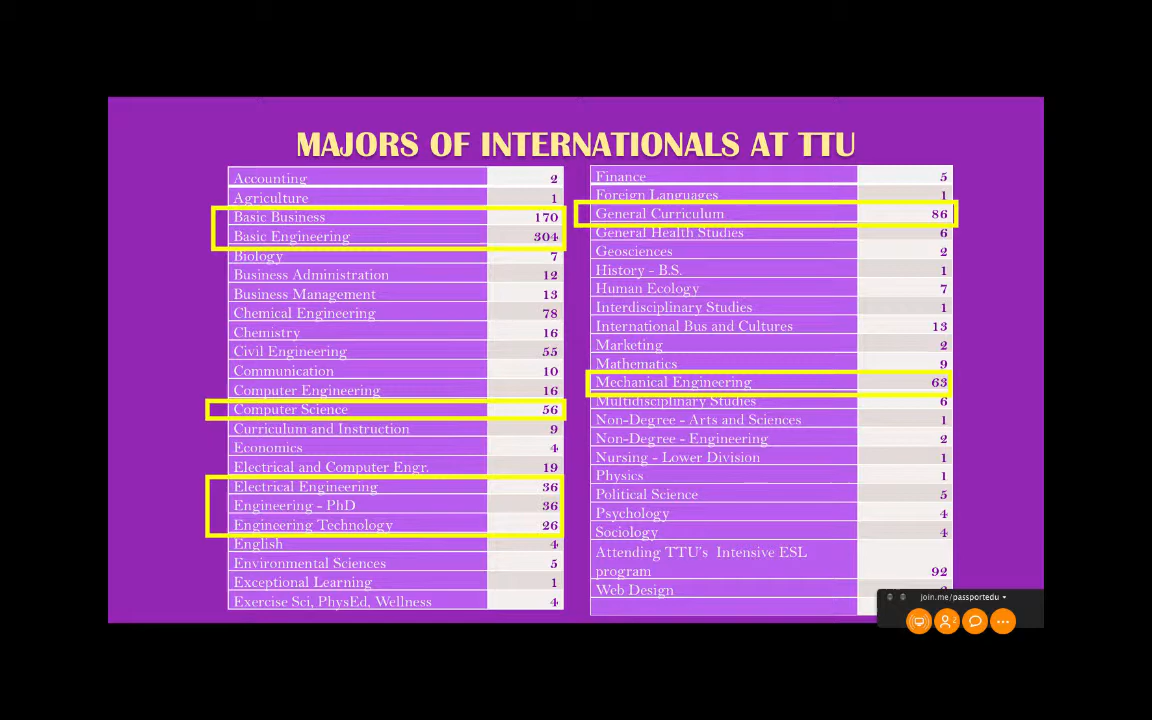 MAJORS OF INTERNATIONALS AT TTU
Accounting 2
Agriculture 1
Basic Business 170
Basic Engineering 304
Biology 7
Business Administration 12
Business Management 13
Chemical Engineering 78
Chemistry 16
Civil Engineering 55
Communication 10
Computer Engineering 16
Computer Science 56
Curriculum and Instruction 9
Economics 4
Electrical and Computer Engr. 19
Electrical Engineering 36
Engineering - PhD 36
Engineering Technology 26
English 4
Environmental Sciences 5
Exceptional Learning 1
Exercise Sci, PhysEd, Wellness 4
Finance 5
Foreign Languages 1
General Curriculum 86
General Health Studies 6
Geosciences 2
History - B.S. 1
Human Ecology 7
Interdisciplinary Studies 1
International Bus and Cultures 13
Marketing 2
Mathematics 9
Mechanical Engineering 63
Multidisciplinary Studies 6
Non-Degree - Arts and Sciences 1
Non-Degree - Engineering 2
Nursing - Lower Division 1
Physics 1
Political Science 5
Psychology 4
Sociology 4
Attending TTU's Intensive ESL
program 92
Web Design
join.me/passportedu
2